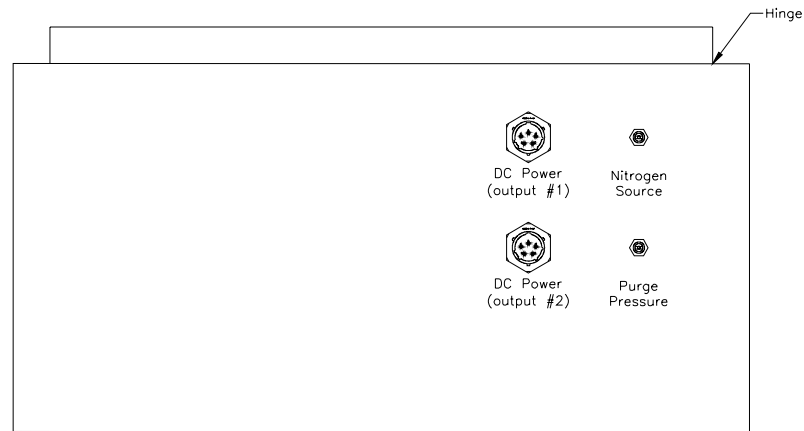 Hinge
DC Power
(output #1)
Nitrogen
Source
DC Power
(output #2)
Purge
Pressure